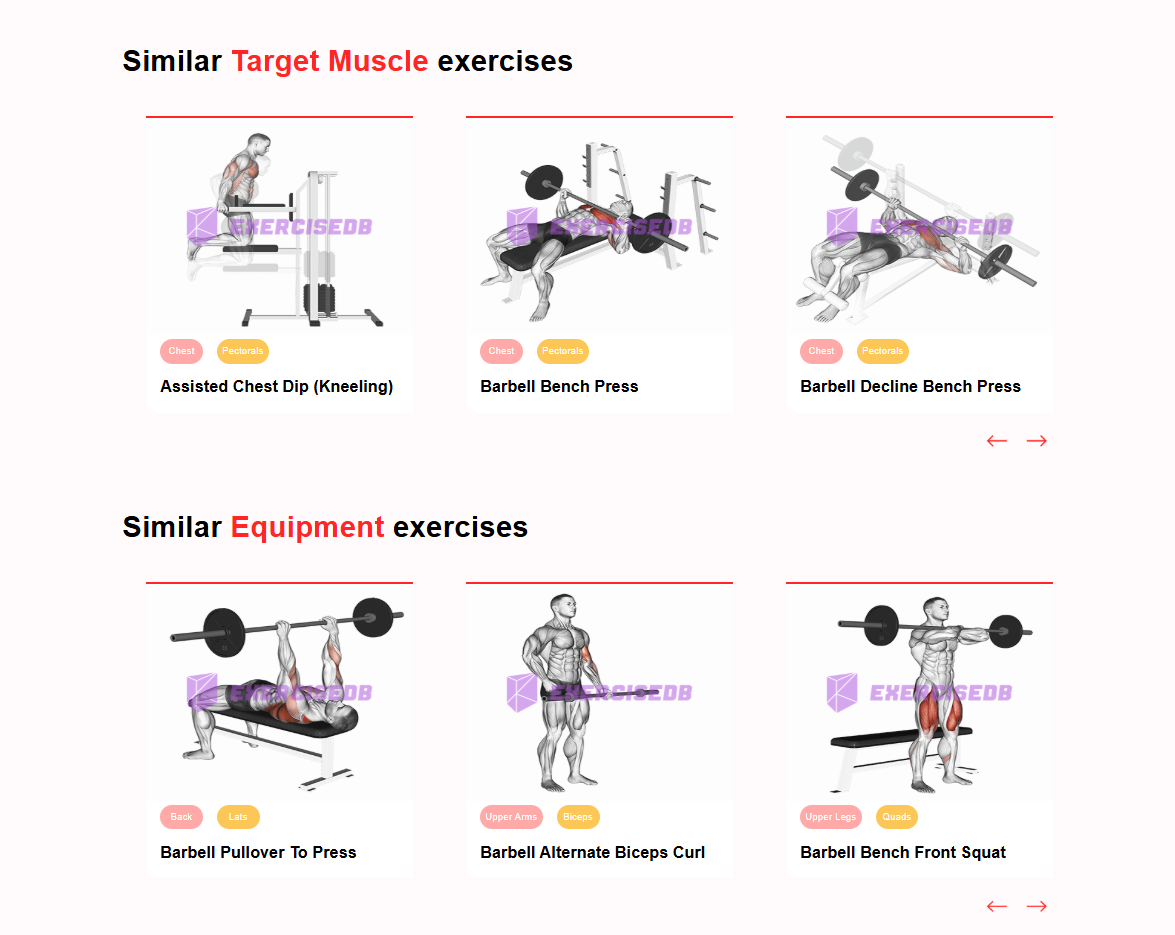 Similar Target Muscle exercises
EXERCISEDB
EXERCISEDB
EXERCISEDB
Chest
Pectorals
Chest
Pectorals
Chest
Pectorals
Assisted Chest Dip (Kneeling)
Barbell Bench Press
Barbell Decline Bench Press
Similar Equipment exercises
EXERCISEDB
EXERCISEDB
EXERCISEDB
Back
Lats
Upper Arms
Biceps
Upper Legs
Quads
Barbell Pullover To Press
Barbell Alternate Biceps Curl
Barbell Bench Front Squat